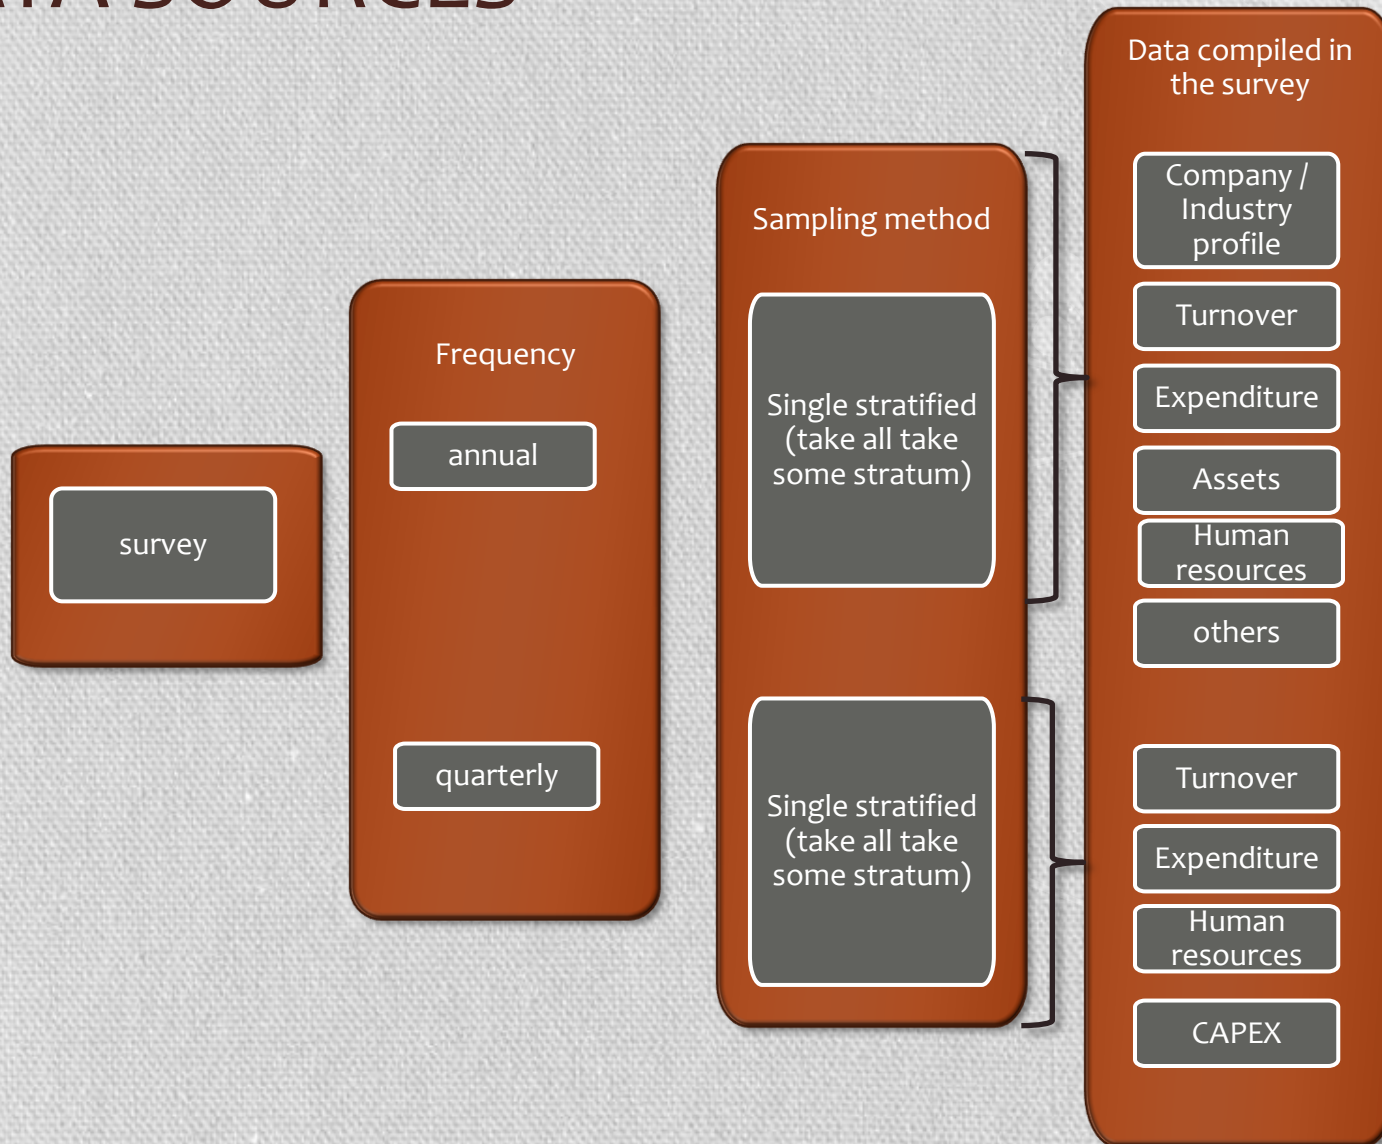 DATA SOURCES
survey
Frequency
annual
quarterly
Sampling method
Single stratified
(take all take
some stratum)
Single stratified
(take all take
some stratum)
Data compiled in
the survey
Company /
Industry
profile
Turnover
Expenditure
Assets
Human
resources
others
Turnover
Expenditure
Human
resources
CAPEX